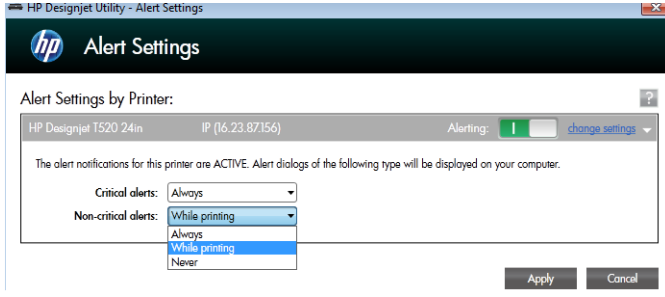 HP Designjet Utility - Alert Settings
hp Alert Settings
Alert Settings by Printer:
?
HP Designjet T520 24in IP (16.23.87.156) Alerting: change settings
The alert notifications for this printer are ACTIVE. Alert dialogs of the following type will be displayed on your computer.
Critical alerts: Always
Non-critical alerts: While printing
Always
While printing
Never
Apply Cancel